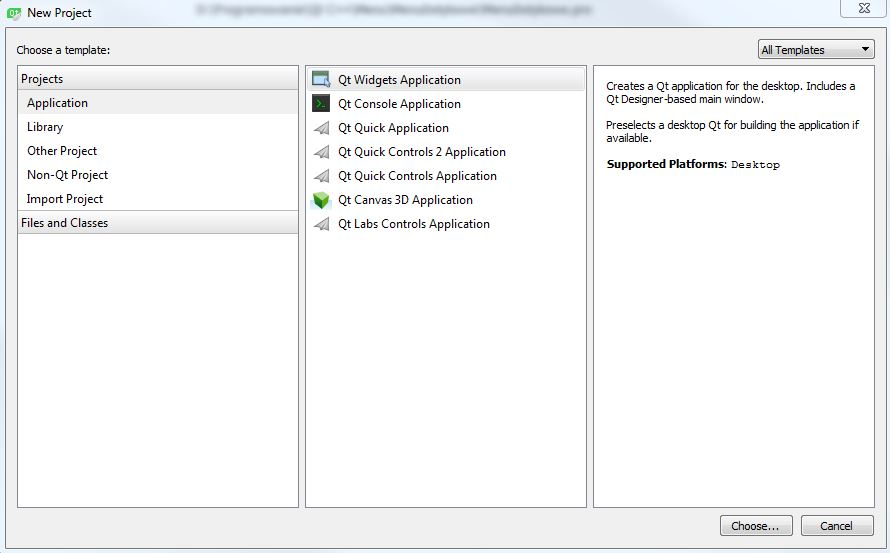 New Project
Choose a template:
All Templates
Projects
Application
Library
Other Project
Non-Qt Project
Import Project
Files and Classes
Qt Widgets Application
Qt Console Application
Qt Quick Application
Qt Quick Controls 2 Application
Qt Quick Controls Application
Qt Canvas 3D Application
Qt Labs Controls Application
Creates a Qt application for the desktop. Includes a
Qt Designer-based main window.
Preselects a desktop Qt for building the application if
available.
Supported Platforms: Desktop
Choose...
Cancel